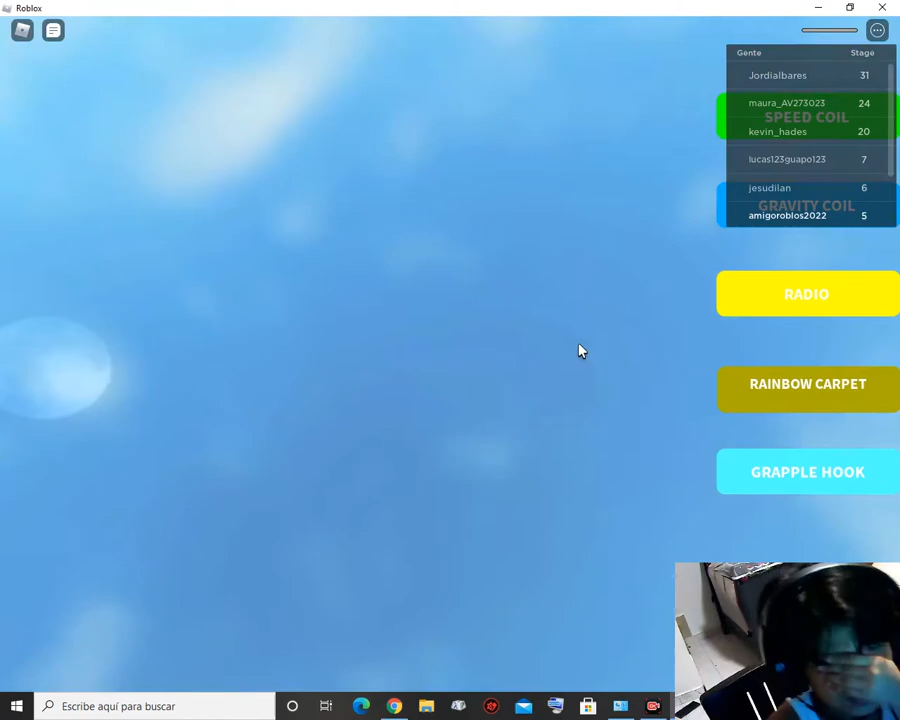 Roblox
Gente Stage
Jordialbares 31
maura_AV273023 24
SPEED COIL
kevin_hades 20
lucas123guapo123 7
jesudilan 6
GRAVITY COIL
amigoroblos2022 5
RADIO
RAINBOW CARPET
GRAPPLE HOOK
Escribe aquí para buscar